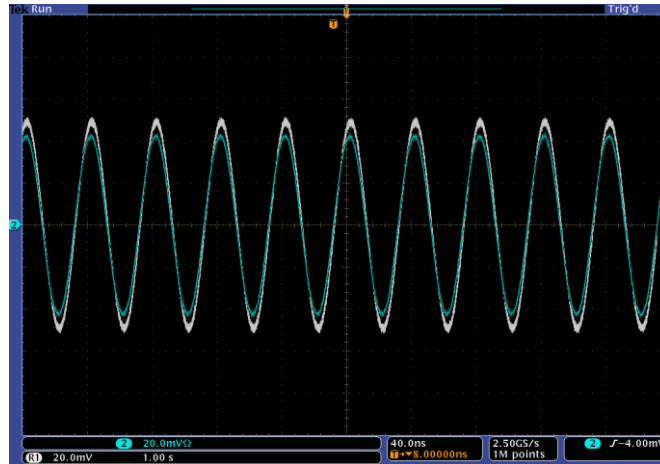 Tek Run Trig'd
T
T
2
2 20.0mVΩ
R1 20.0mV 1.00 s
40.0ns
T→▼8.00000ns
2.50GS/s
1M points
2 ∫−4.00mV